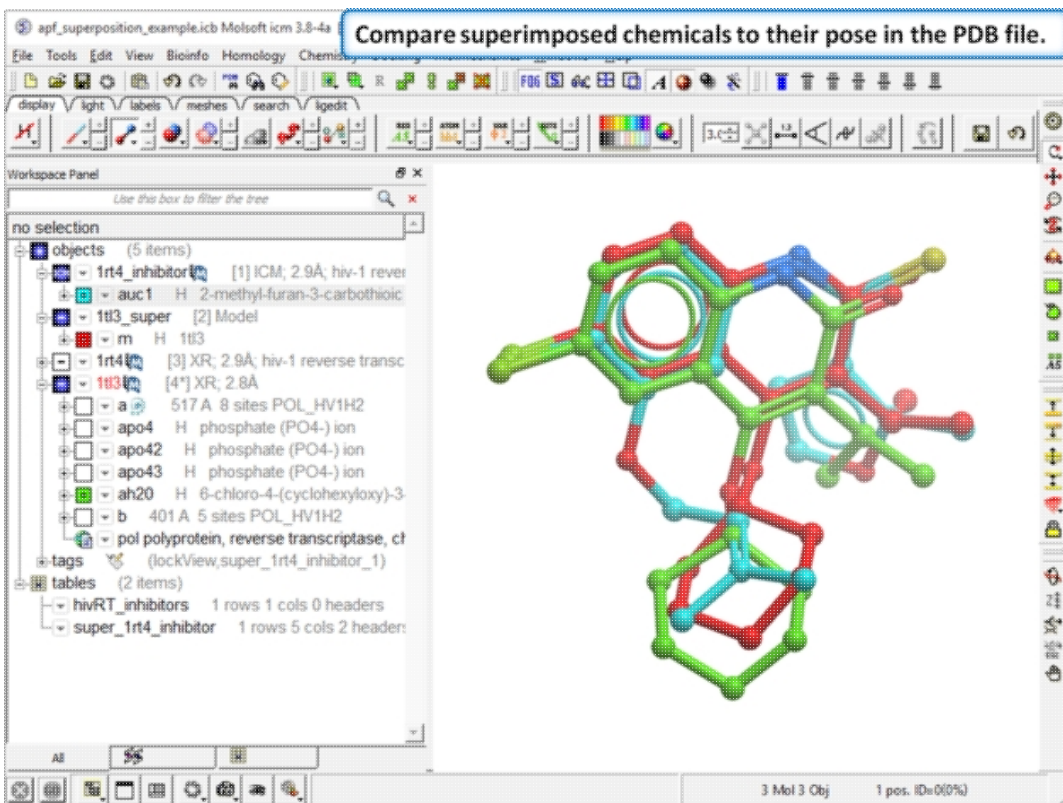 apf_superposition_example.icb Molsoft icm 3.8-4a
Compare superimposed chemicals to their pose in the PDB file.
File Tools Edit View Bioinfo Homology
display light labels meshes search ligedit
Workspace Panel
Use this box to filter the tree
no selection
objects (5 items)
1rt4_inhibitor [1] ICM; 2.9Å; hiv-1 rever
auc1 H 2-methyl-furan-3-carbothioic
1tl3_super [2] Model
m H 1tl3
1rt4 [3] XR; 2.9Å; hiv-1 reverse transc
1tl3 [4*] XR; 2.8Å
a 517 A 8 sites POL_HV1H2
apo4 H phosphate (PO4-) ion
apo42 H phosphate (PO4-) ion
apo43 H phosphate (PO4-) ion
ah20 H 6-chloro-4-(cyclohexyloxy)-3-
b 401 A 5 sites POL_HV1H2
pol polyprotein, reverse transcriptase, ch
tags (lockView,super_1rt4_inhibitor_1)
tables (2 items)
hivRT_inhibitors 1 rows 1 cols 0 headers
super_1rt4_inhibitor 1 rows 5 cols 2 headers
All
3 Mol 3 Obj 1 pos. ID=0(0%)